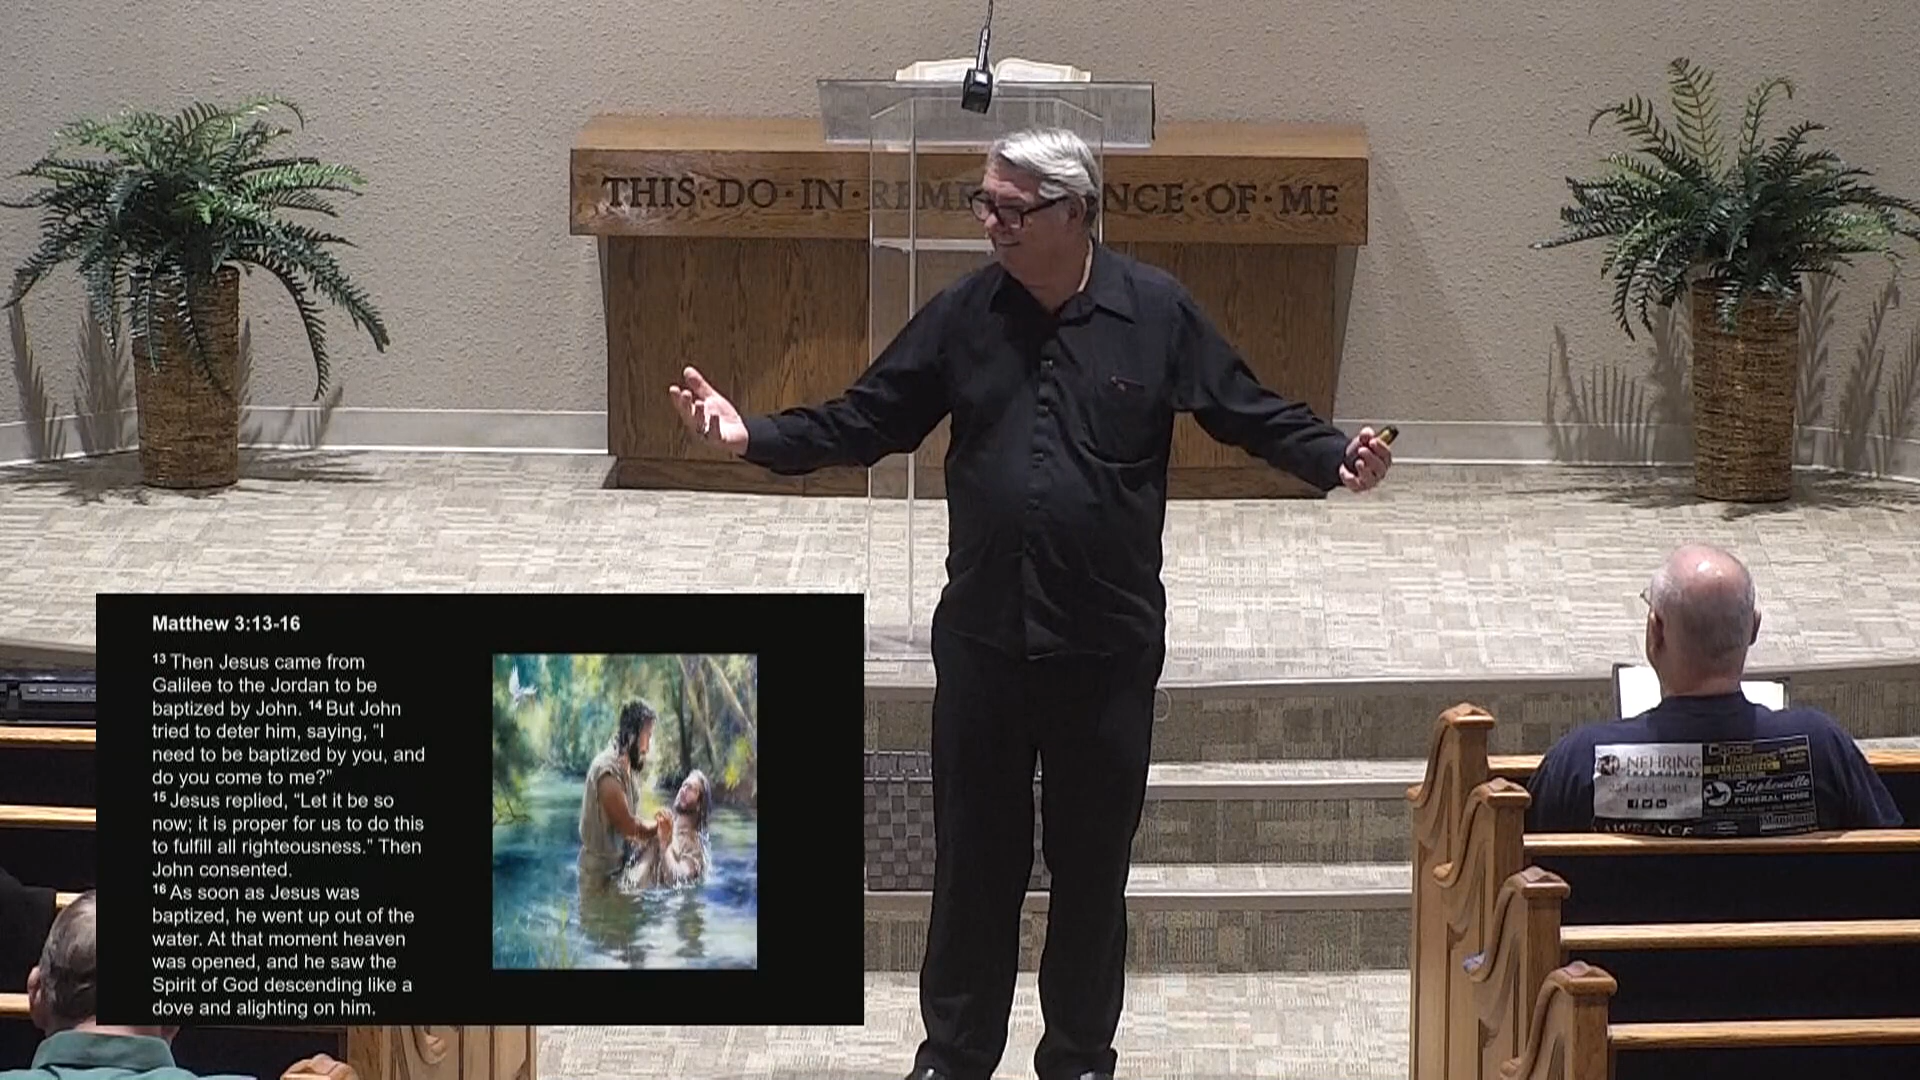 THIS·DO·IN·REME NCE·OF·ME
Matthew 3:13-16
13 Then Jesus came from
Galilee to the Jordan to be
baptized by John. 14 But John
tried to deter him, saying, “I
need to be baptized by you, and
do you come to me?”
15 Jesus replied, “Let it be so
now; it is proper for us to do this
to fulfill all righteousness.” Then
John consented.
16 As soon as Jesus was
baptized, he went up out of the
water. At that moment heaven
was opened, and he saw the
Spirit of God descending like a
dove and alighting on him.
NEHRING
CROSS
Stephenville
FUNERAL HOME
LAWRENCE